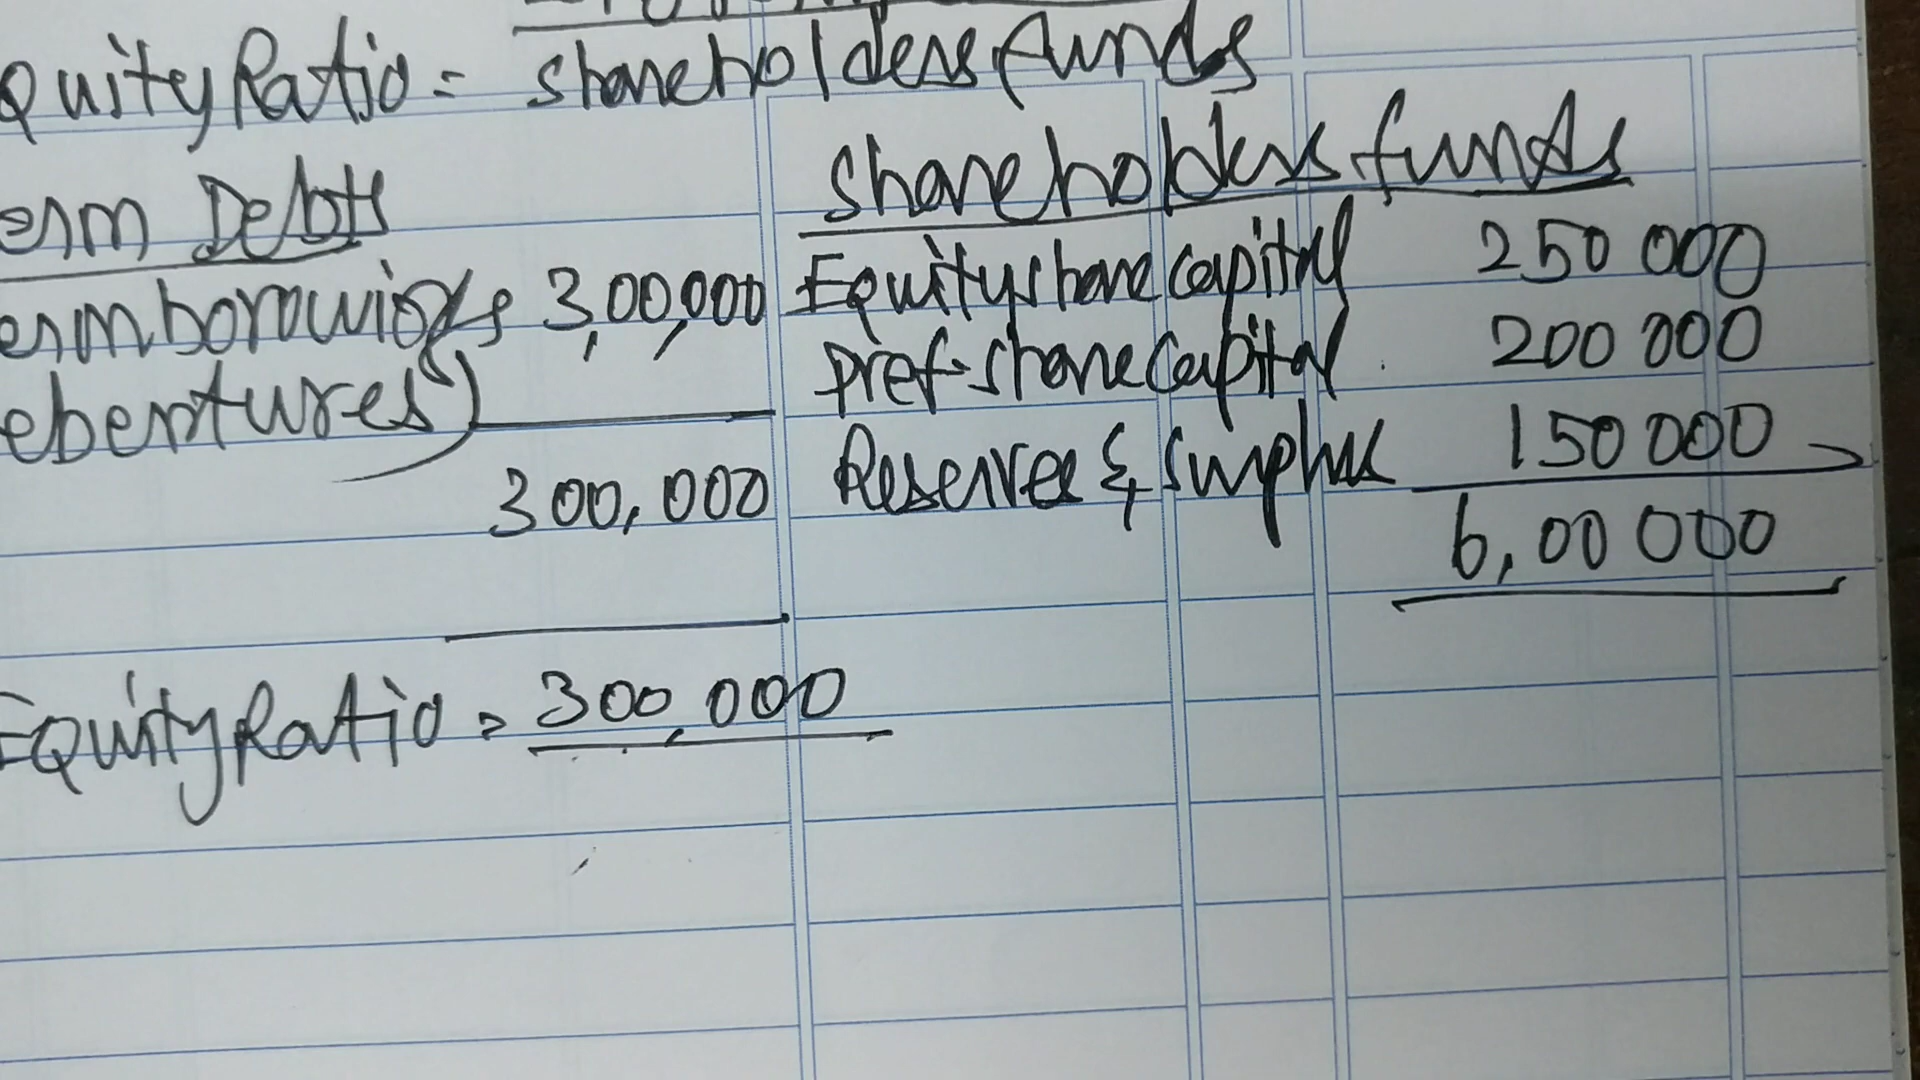 quity Ratio = shareholders funds
erm Debts
shareholders funds
erm borowings 3,00,000
ebentures)
300,000
Equity share capital 250 000
pref-share capital 200 000
Reserves & surplus 150 000
6,00 000
Equity Ratio = 300,000